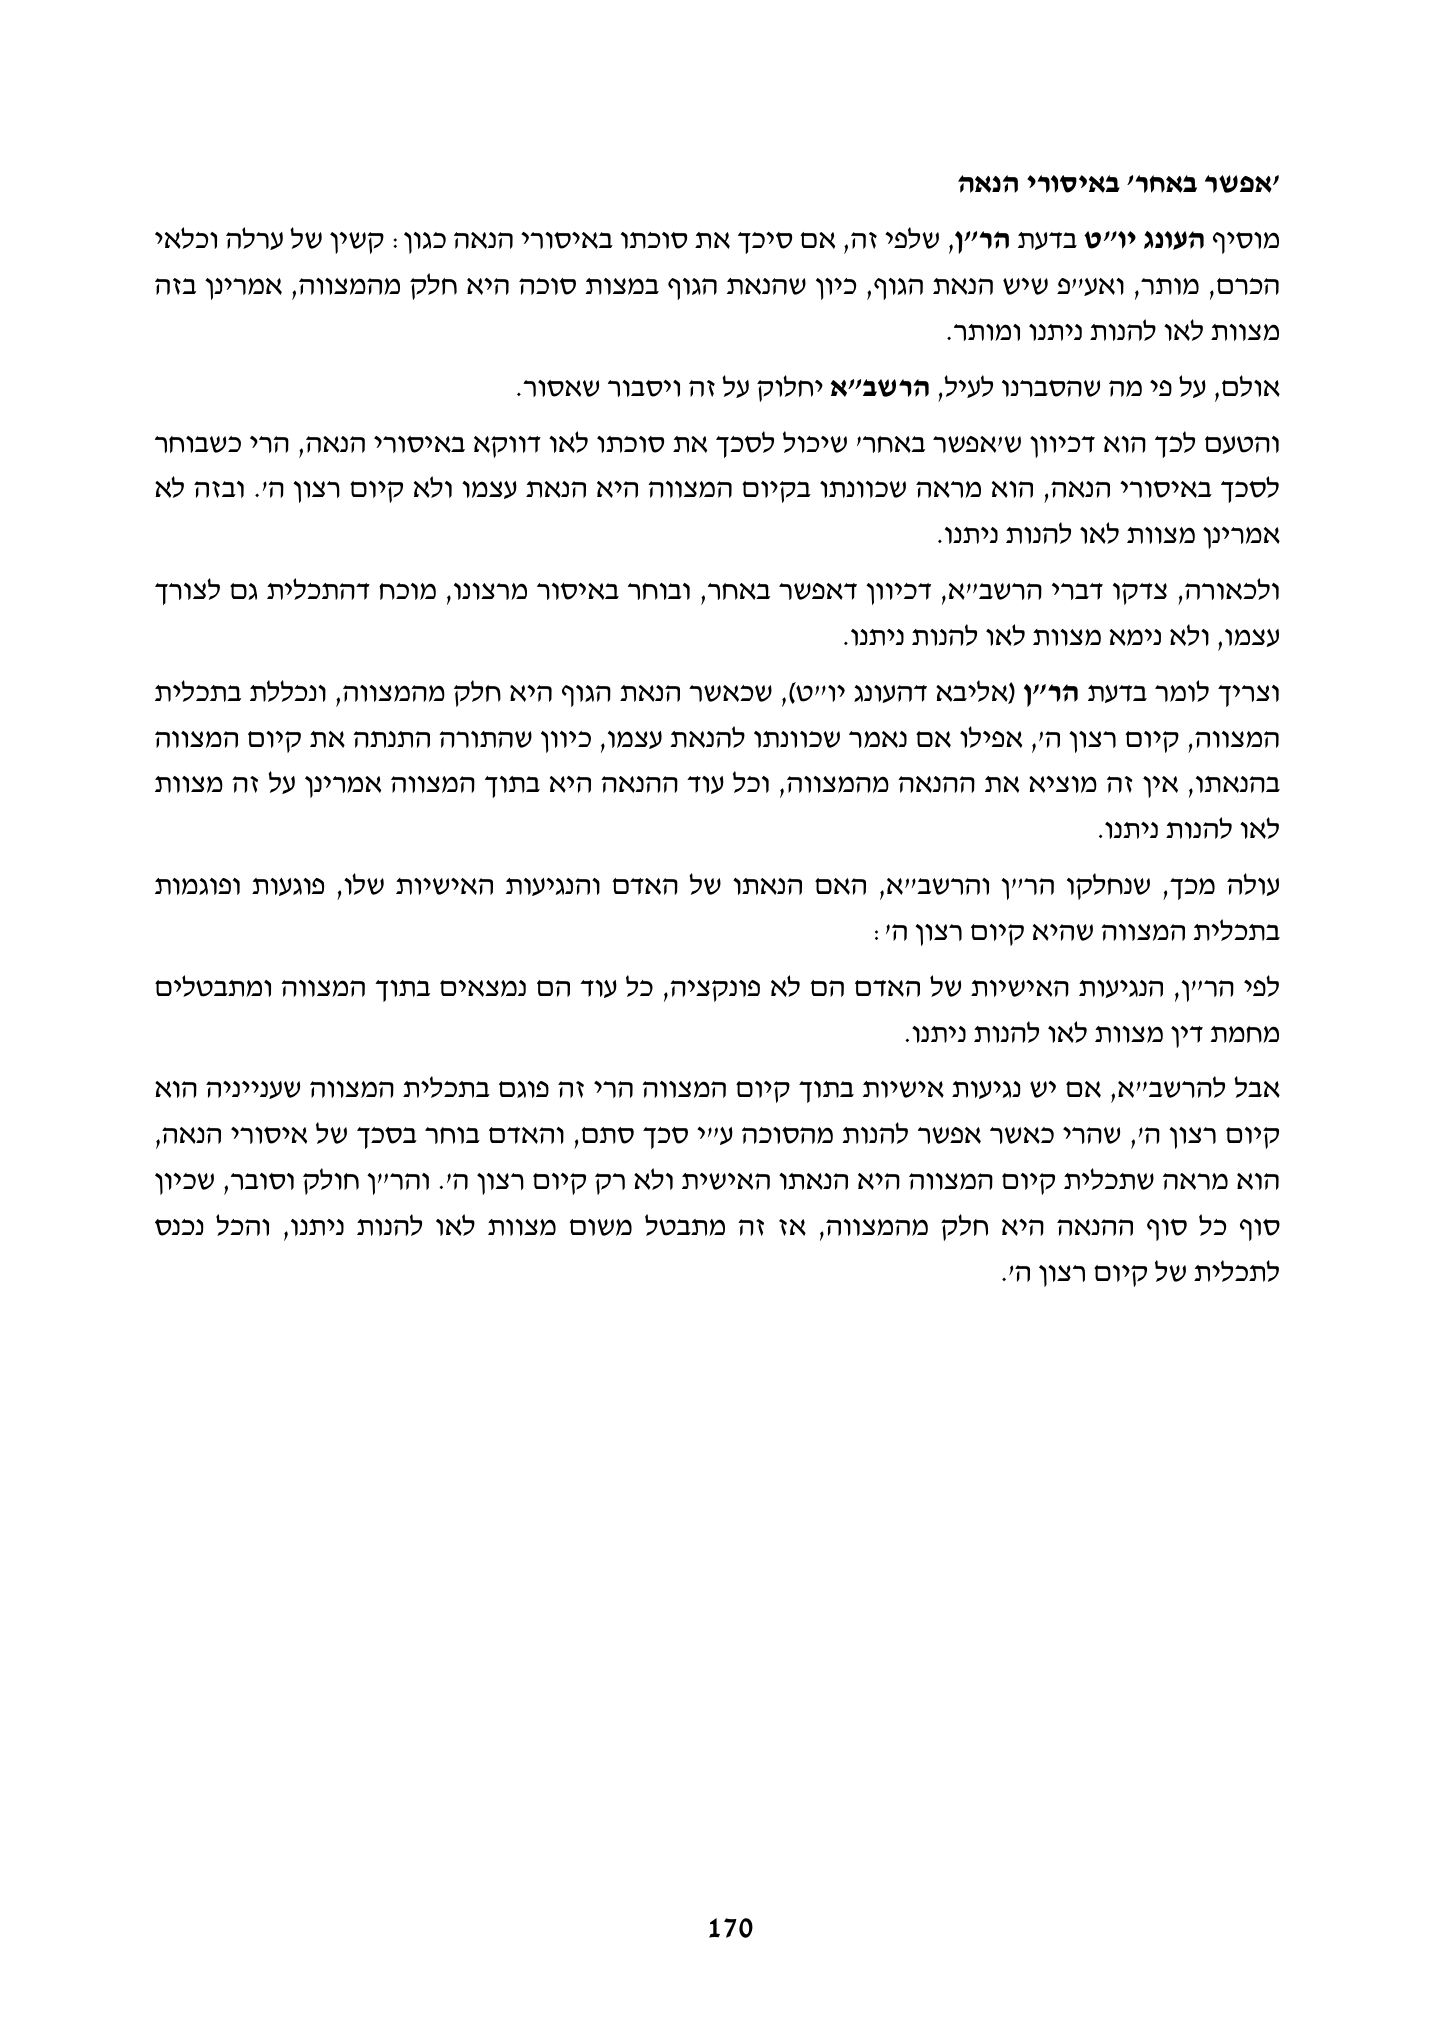 'אפשר באחר' באיסורי הנאה
מוסיף העונג יו"ט בדעת הר"ן, שלפי זה, אם סיכך את סוכתו באיסורי הנאה כגון: קשין של ערלה וכלאי
הכרם, מותר, ואע"פ שיש הנאת הגוף, כיון שהנאת הגוף במצות סוכה היא חלק מהמצווה, אמרינן בזה
מצוות לאו להנות ניתנו ומותר.
אולם, על פי מה שהסברנו לעיל, הרשב"א יחלוק על זה ויסבור שאסור.
והטעם לכך הוא דכיוון ש'אפשר באחר' שיכול לסכך את סוכתו לאו דווקא באיסורי הנאה, הרי כשבוחר
לסכך באיסורי הנאה, הוא מראה שכוונתו בקיום המצווה היא הנאת עצמו ולא קיום רצון ה'. ובזה לא
אמרינן מצוות לאו להנות ניתנו.
ולכאורה, צדקו דברי הרשב"א, דכיוון דאפשר באחר, ובוחר באיסור מרצונו, מוכח דהתכלית גם לצורך
עצמו, ולא נימא מצוות לאו להנות ניתנו.
וצריך לומר בדעת הר"ן (אליבא דהעונג יו"ט), שכאשר הנאת הגוף היא חלק מהמצווה, ונכללת בתכלית
המצווה, קיום רצון ה', אפילו אם נאמר שכוונתו להנאת עצמו, כיוון שהתורה התנתה את קיום המצווה
בהנאתו, אין זה מוציא את ההנאה מהמצווה, וכל עוד ההנאה היא בתוך המצווה אמרינן על זה מצוות
לאו להנות ניתנו.
עולה מכך, שנחלקו הר"ן והרשב"א, האם הנאתו של האדם והנגיעות האישיות שלו, פוגעות ופוגמות
בתכלית המצווה שהיא קיום רצון ה':
לפי הר"ן, הנגיעות האישיות של האדם הם לא פונקציה, כל עוד הם נמצאים בתוך המצווה ומתבטלים
מחמת דין מצוות לאו להנות ניתנו.
אבל להרשב"א, אם יש נגיעות אישיות בתוך קיום המצווה הרי זה פוגם בתכלית המצווה שענייניה הוא
קיום רצון ה', שהרי כאשר אפשר להנות מהסוכה ע"י סכך סתם, והאדם בוחר בסכך של איסורי הנאה,
הוא מראה שתכלית קיום המצווה היא הנאתו האישית ולא רק קיום רצון ה'. והר"ן חולק וסובר, שכיון
סוף כל סוף ההנאה היא חלק מהמצווה, אז זה מתבטל משום מצוות לאו להנות ניתנו, והכל נכנס
לתכלית של קיום רצון ה'.
170